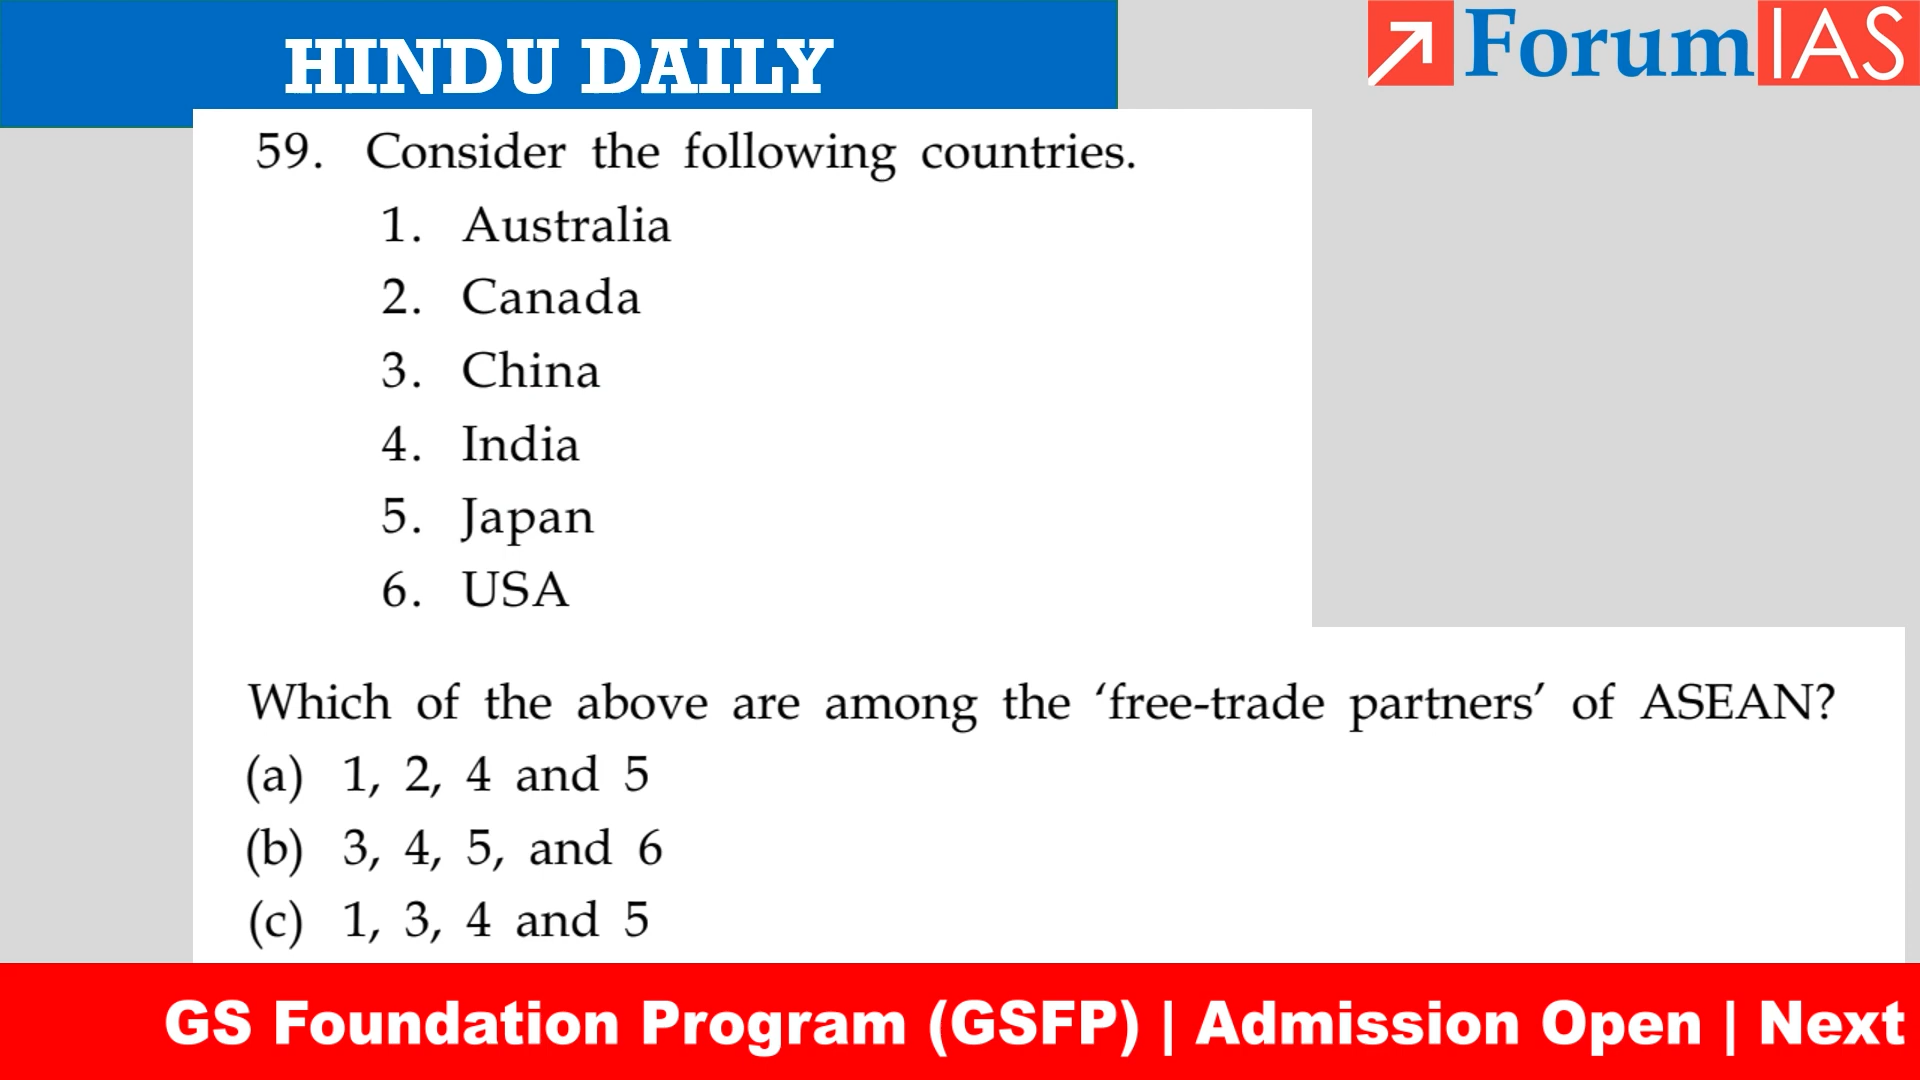 HINDU DAILY
ForumIAS
59. Consider the following countries.
1. Australia
2. Canada
3. China
4. India
5. Japan
6. USA
Which of the above are among the ‘free-trade partners’ of ASEAN?
(a) 1, 2, 4 and 5
(b) 3, 4, 5, and 6
(c) 1, 3, 4 and 5
GS Foundation Program (GSFP) | Admission Open | Next